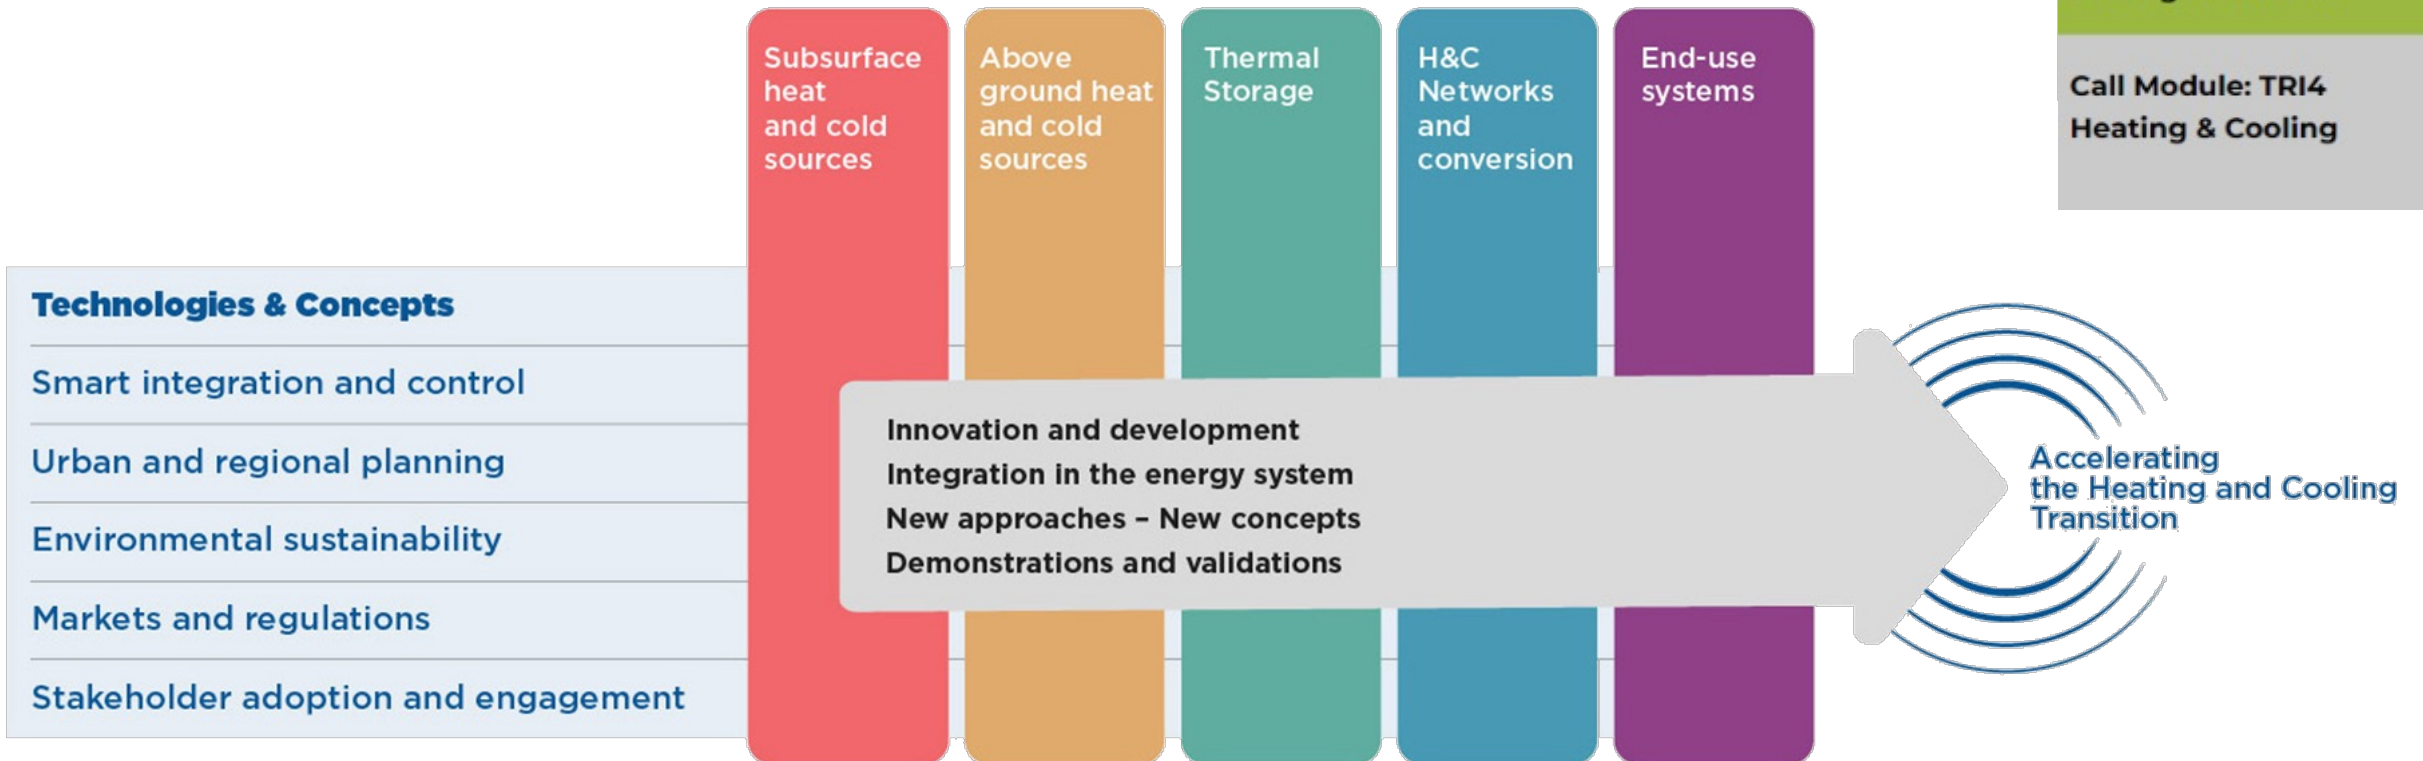 Subsurface
heat
and cold
sources
Above
ground heat
and cold
sources
Thermal
Storage
H&C
Networks
and
conversion
End-use
systems
Call Module: TRI4
Heating & Cooling
Technologies & Concepts
Smart integration and control
Urban and regional planning
Environmental sustainability
Markets and regulations
Stakeholder adoption and engagement
Innovation and development
Integration in the energy system
New approaches – New concepts
Demonstrations and validations
Accelerating
the Heating and Cooling
Transition